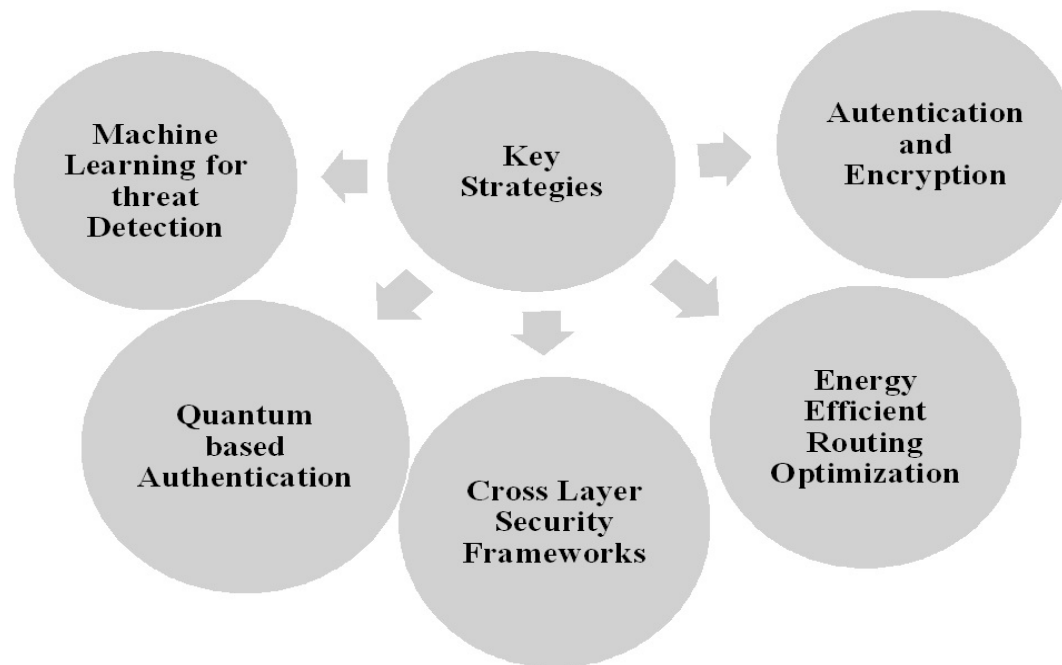 Machine
Learning for
threat
Detection
Key
Strategies
Autentication
and
Encryption
Quantum
based
Authentication
Cross Layer
Security
Frameworks
Energy
Efficient
Routing
Optimization